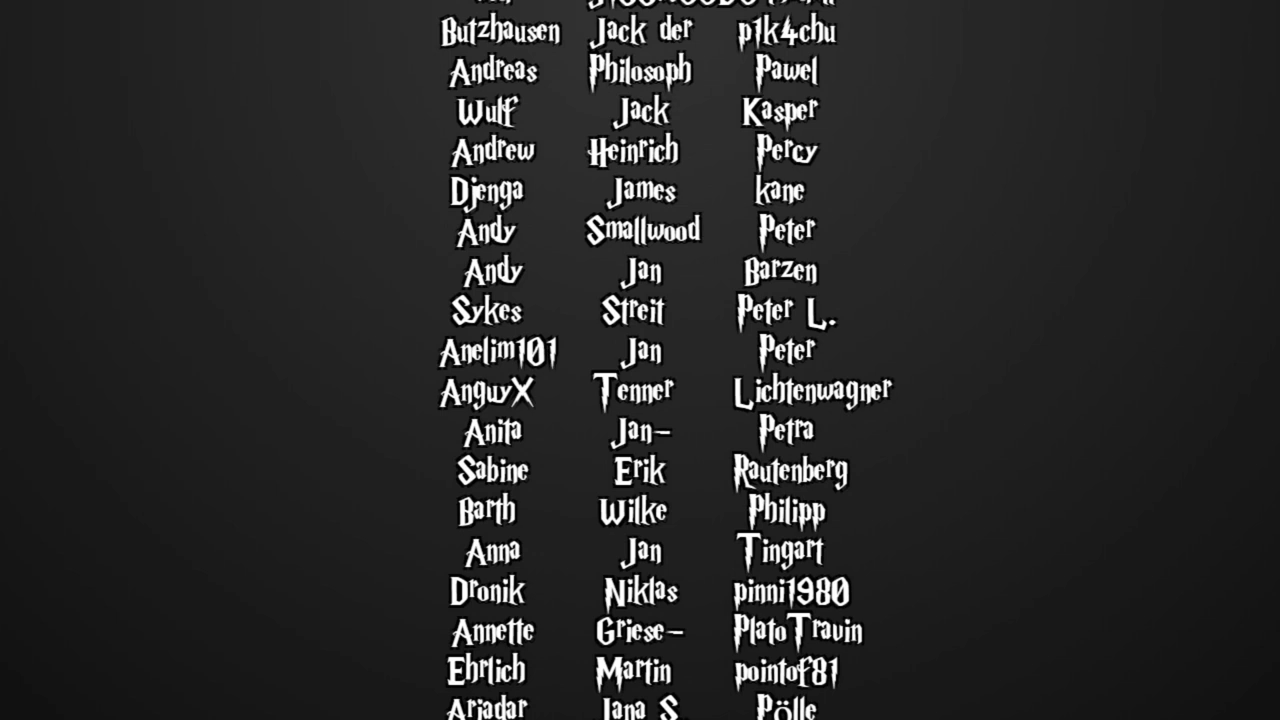 Butzhausen Jack der p1k4chu
Andreas Philosoph Pawel
Wulf Jack Kasper
Andrew Heinrich Percy
Djenga James kane
Andy Smallwood Peter
Andy Jan Barzen
Sykes Streit Peter L.
Anelim101 Jan Peter
AnguyX Tenner Lichtenwagner
Anita Jan- Petra
Sabine Erik Rautenberg
Barth Wilke Philipp
Anna Jan Tingart
Dronik Niklas pinni1980
Annette Griese- PlatoTravin
Ehrlich Martin pointof81
Ariadar Jana S. Pölle